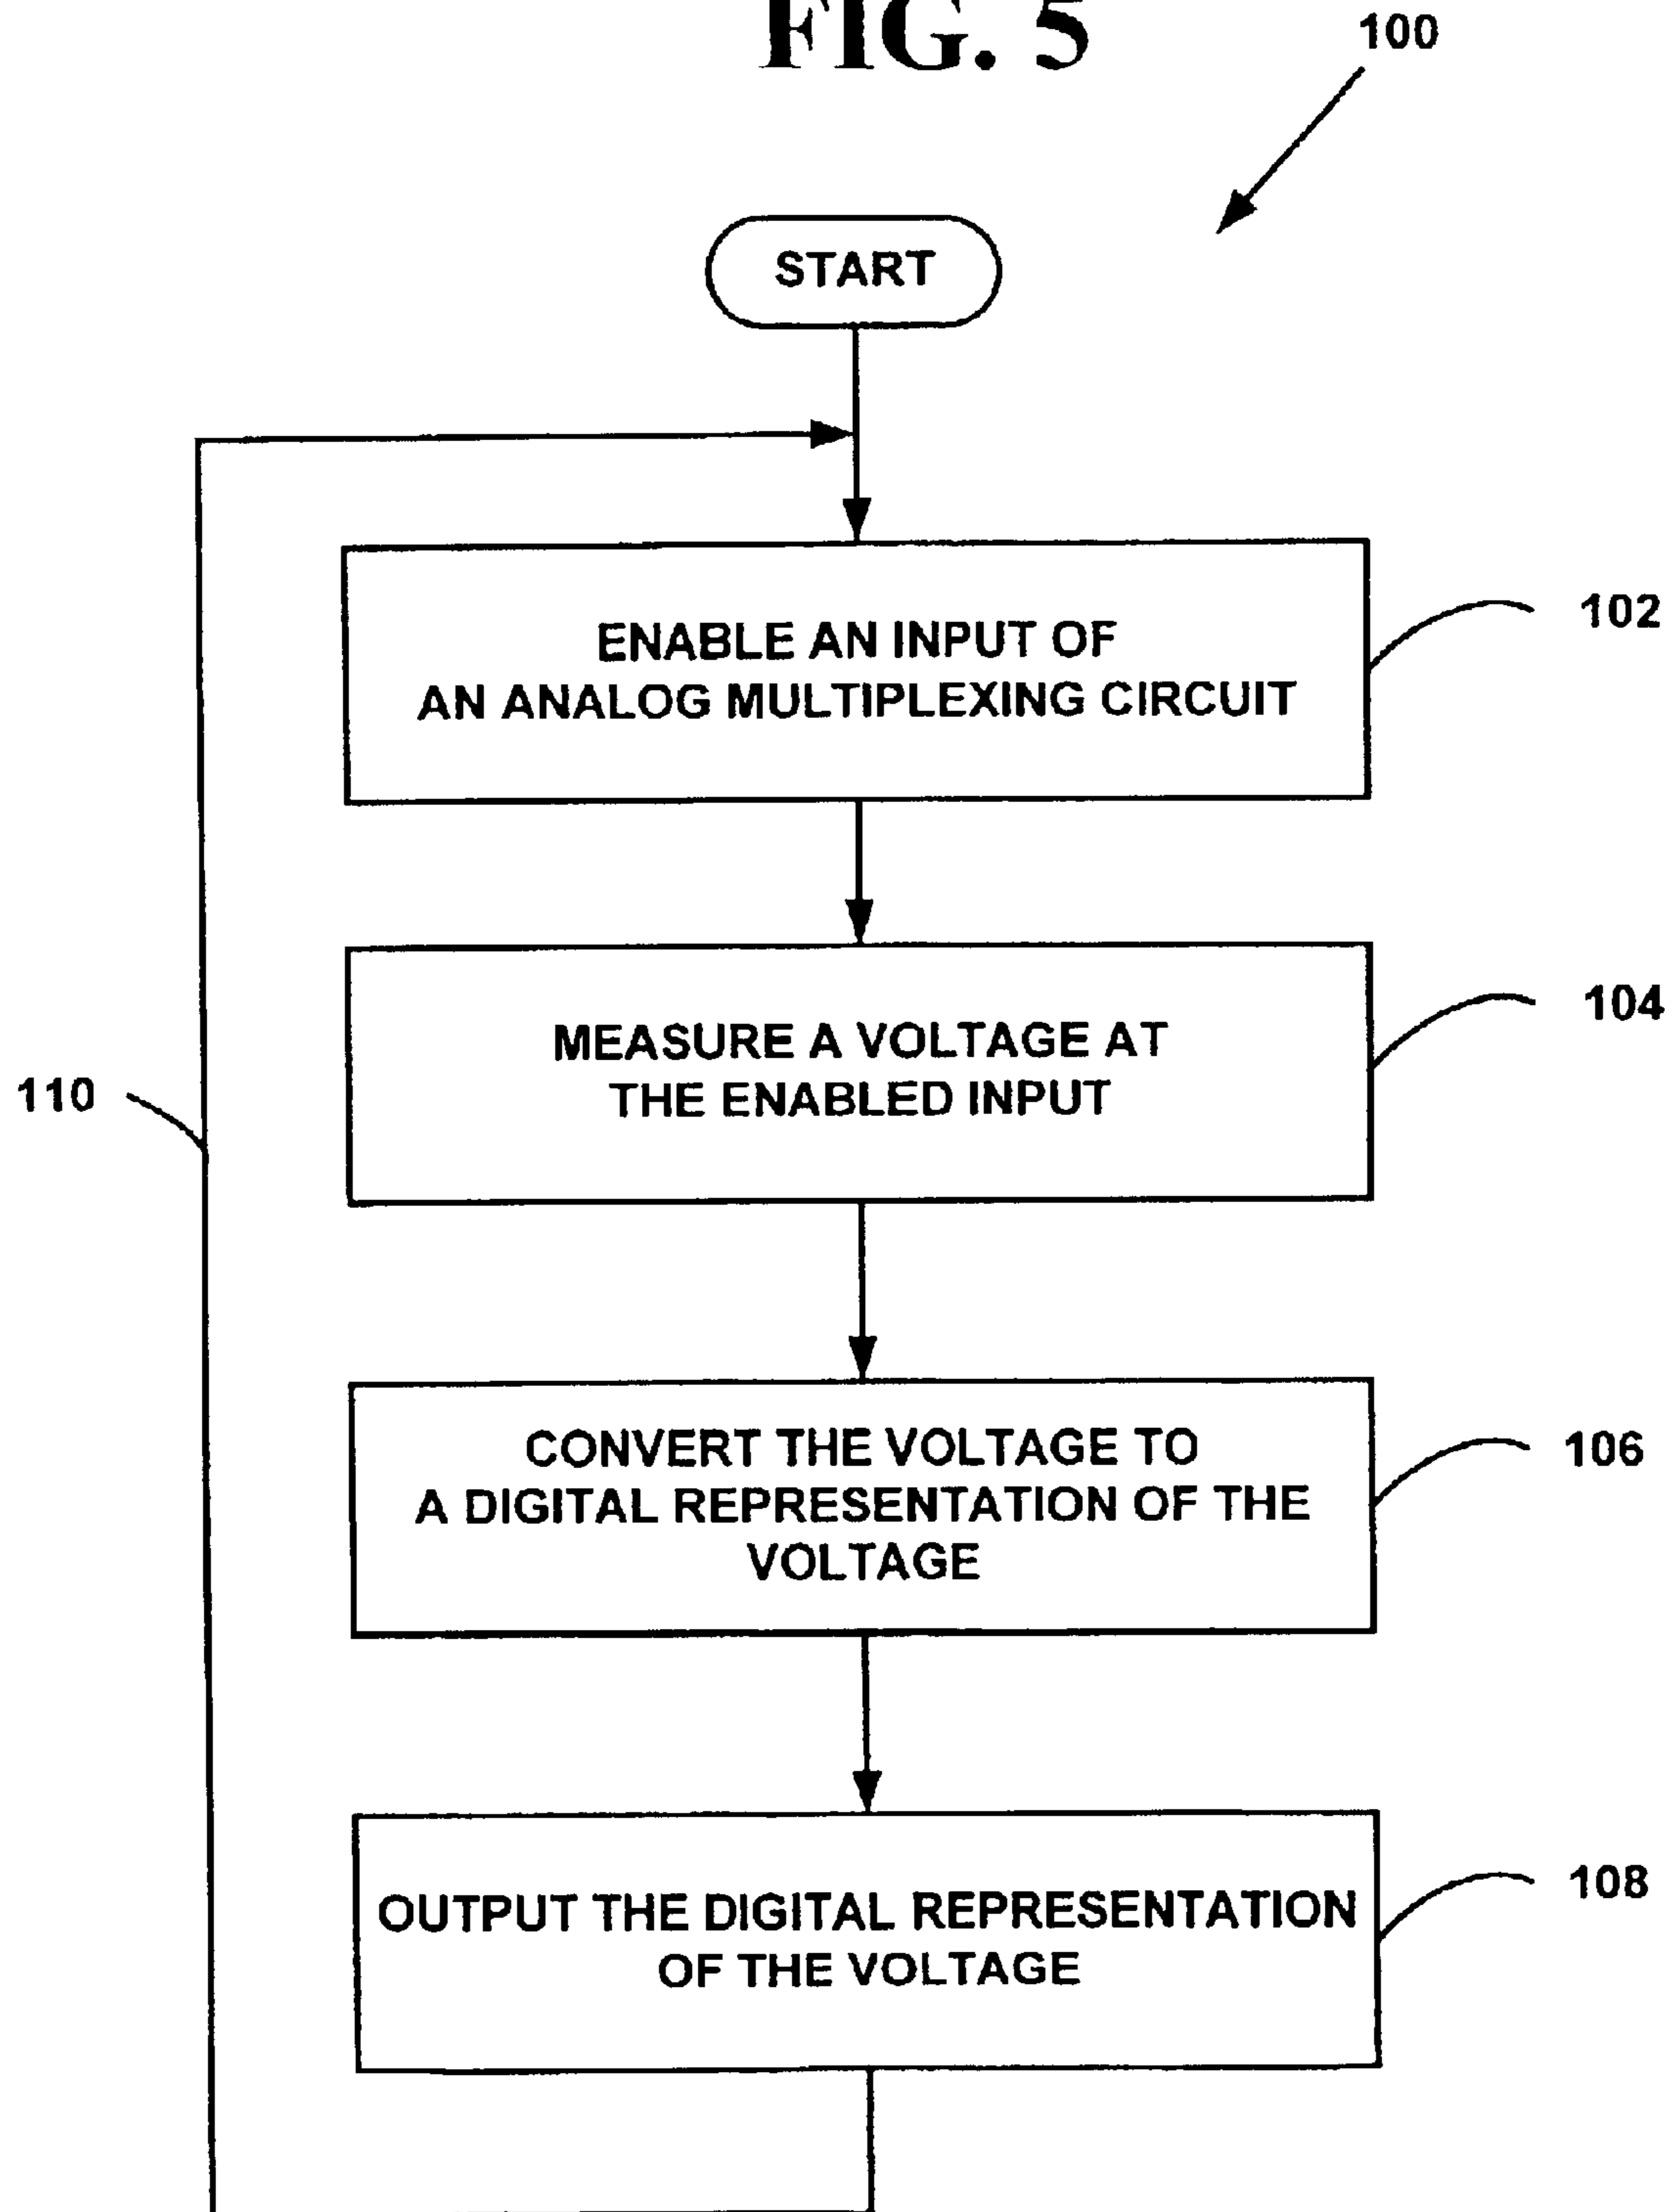 FIG. 5
100
START
102
ENABLE AN INPUT OF
AN ANALOG MULTIPLEXING CIRCUIT
104
MEASURE A VOLTAGE AT
THE ENABLED INPUT
110
106
CONVERT THE VOLTAGE TO
A DIGITAL REPRESENTATION OF THE
VOLTAGE
108
OUTPUT THE DIGITAL REPRESENTATION
OF THE VOLTAGE